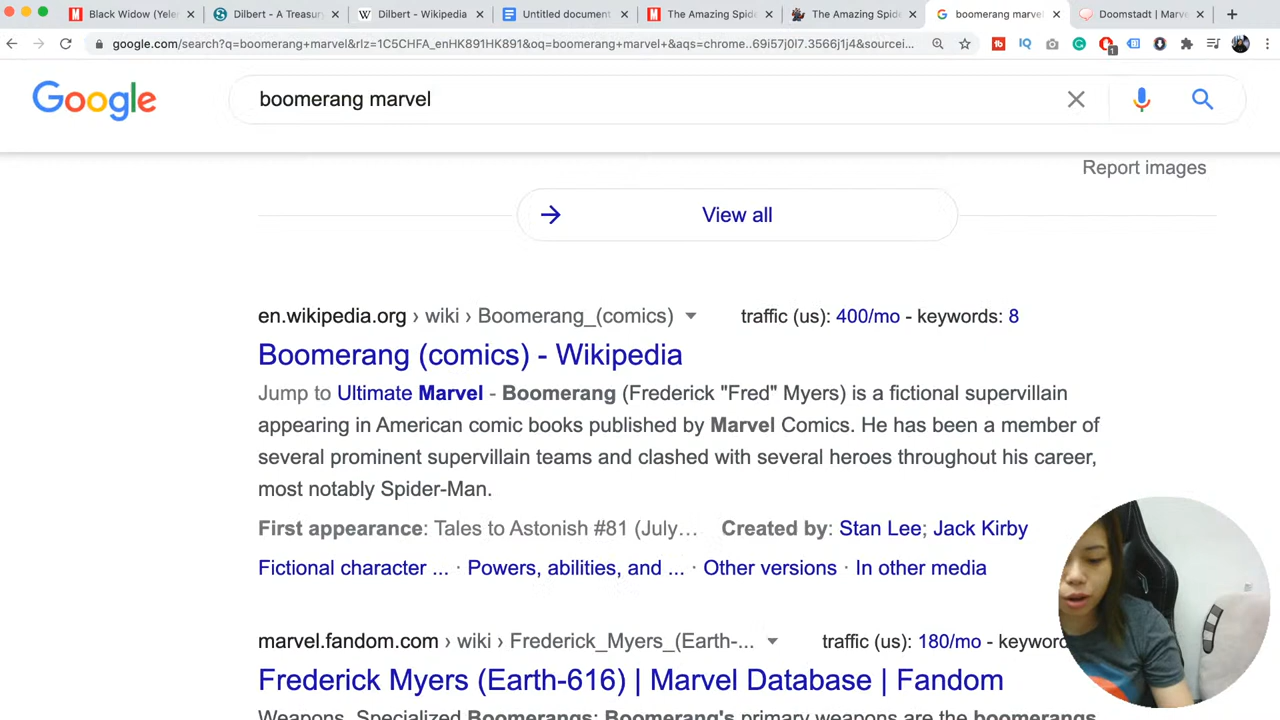 Black Widow (Yelen
Dilbert - A Treasury
Dilbert - Wikipedia
Untitled document
The Amazing Spide
The Amazing Spide
boomerang marvel
Doomstadt | Marve
google.com/search?q=boomerang+marvel&rlz=1C5CHFA_enHK891HK891&oq=boomerang+marvel+&aqs=chrome..69i57j0l7.3566j1j4&sourcei...
Google
boomerang marvel
Report images
View all
en.wikipedia.org › wiki › Boomerang_(comics) traffic (us): 400/mo - keywords: 8
Boomerang (comics) - Wikipedia
Jump to Ultimate Marvel - Boomerang (Frederick "Fred" Myers) is a fictional supervillain
appearing in American comic books published by Marvel Comics. He has been a member of
several prominent supervillain teams and clashed with several heroes throughout his career,
most notably Spider-Man.
First appearance: Tales to Astonish #81 (July... Created by: Stan Lee; Jack Kirby
Fictional character ... · Powers, abilities, and ... · Other versions · In other media
marvel.fandom.com › wiki › Frederick_Myers_(Earth-... traffic (us): 180/mo - keywor
Frederick Myers (Earth-616) | Marvel Database | Fandom
Weapons. Specialized Boomerangs: Boomerang's primary weapons are the boomerangs